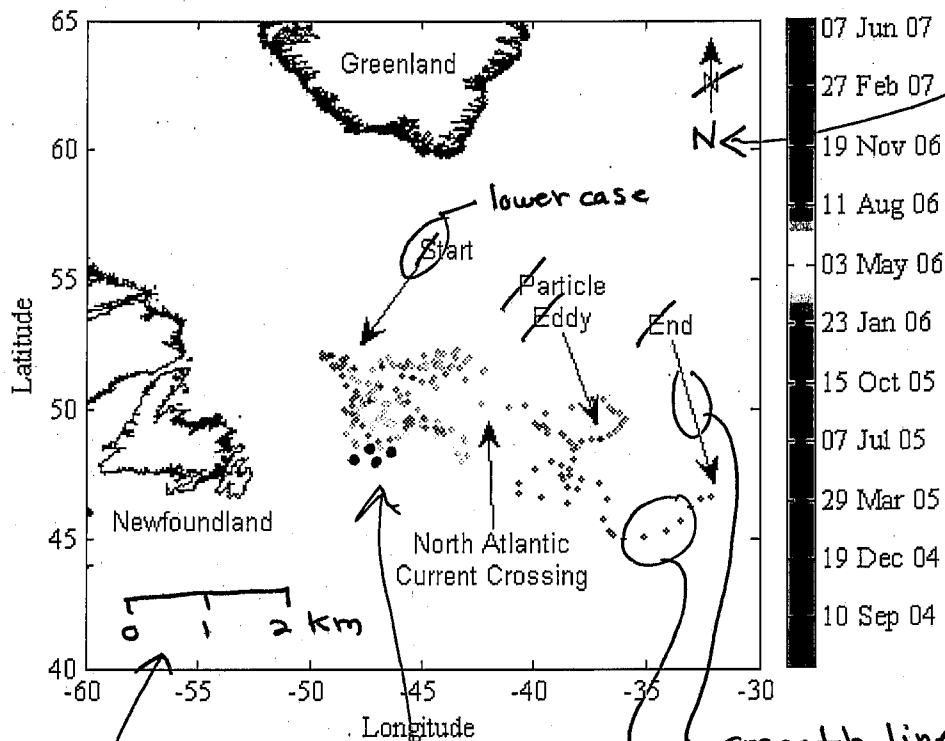 65
60
55
50
45
40
Latitude
-60
-55
-50
-45
-40
-35
-30
Longitude
Greenland
N
N
lower case
Start
Particle
Eddy
End
Newfoundland
North Atlantic
Current Crossing
0 1 2 km
07 Jun 07
27 Feb 07
19 Nov 06
11 Aug 06
03 May 06
23 Jan 06
15 Oct 05
07 Jul 05
29 Mar 05
19 Dec 04
10 Sep 04